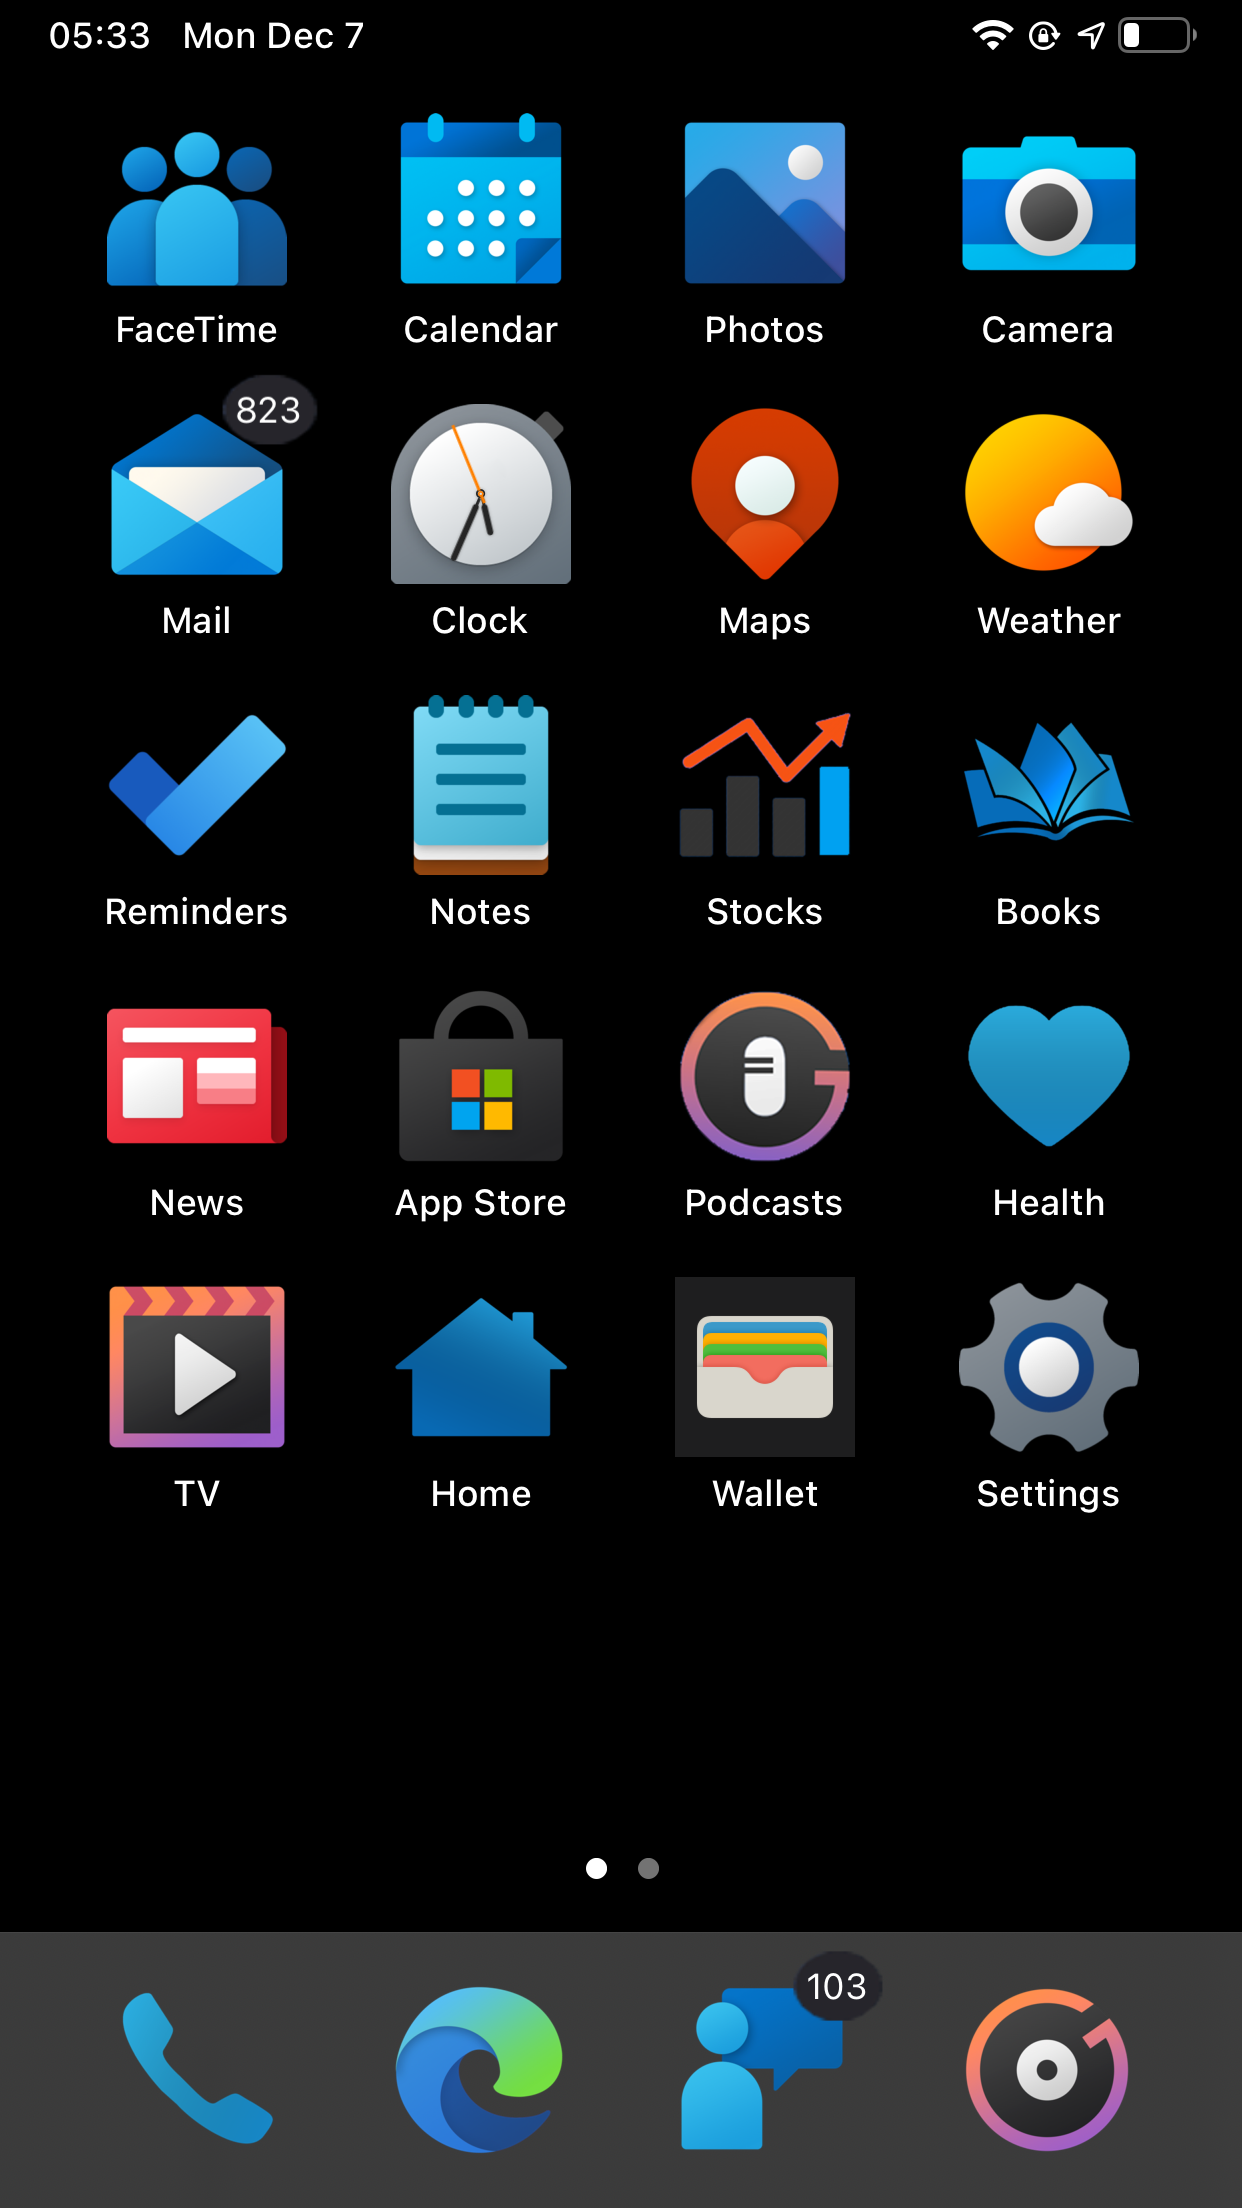 05:33 Mon Dec 7
FaceTime Calendar Photos Camera
823
Mail Clock Maps Weather
Reminders Notes Stocks Books
News App Store Podcasts Health
TV Home Wallet Settings
103